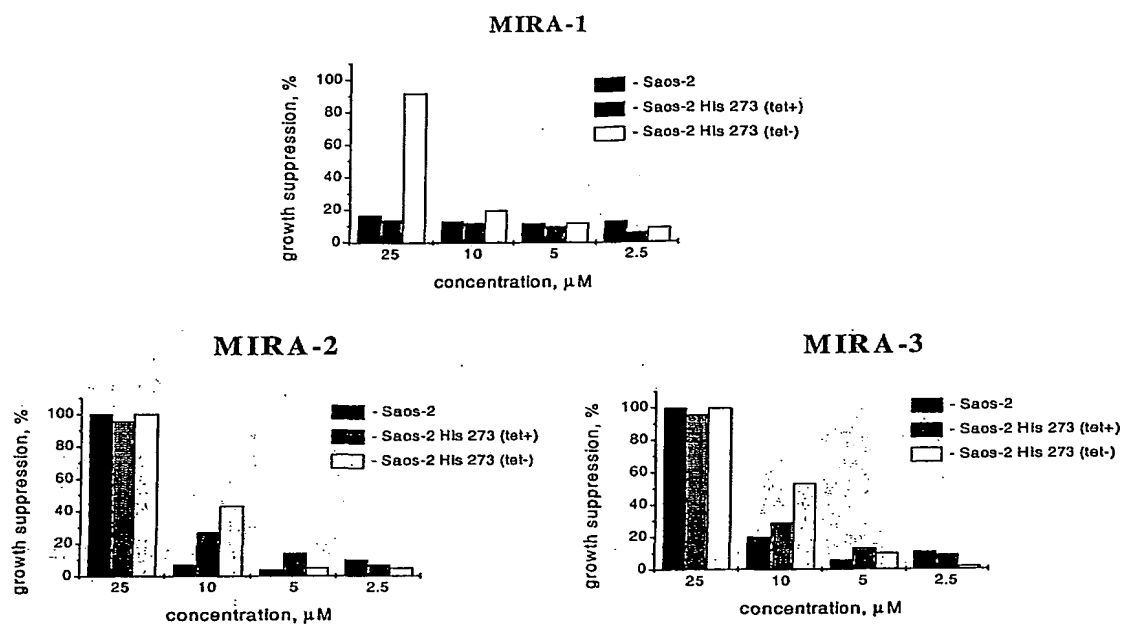 MIRA-1
growth suppression, %
100
80
60
40
20
0
- Saos-2
- Saos-2 His 273 (tet+)
- Saos-2 His 273 (tet-)
25 10 5 2.5
concentration, μM
MIRA-2
growth suppression, %
100
80
60
40
20
0
- Saos-2
- Saos-2 His 273 (tet+)
- Saos-2 His 273 (tet-)
25 10 5 2.5
concentration, μM
MIRA-3
growth suppression, %
100
80
60
40
20
0
- Saos-2
- Saos-2 His 273 (tet+)
- Saos-2 His 273 (tet-)
25 10 5 2.5
concentration, μM